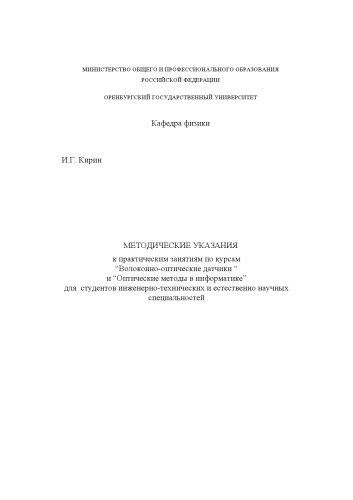 МИНИСТЕРСТВО ОБЩЕГО И ПРОФЕССИОНАЛЬНОГО ОБРАЗОВАНИЯ
РОССИЙСКОЙ ФЕДЕРАЦИИ
ОРЕНБУРГСКИЙ ГОСУДАРСТВЕННЫЙ УНИВЕРСИТЕТ
Кафедра физики
И.Г. Кирин
МЕТОДИЧЕСКИЕ УКАЗАНИЯ
к практическим занятиям по курсам
“Волоконно-оптические датчики “
и “Оптические методы в информатике”
для студентов инженерно-технических и естественно научных
специальностей